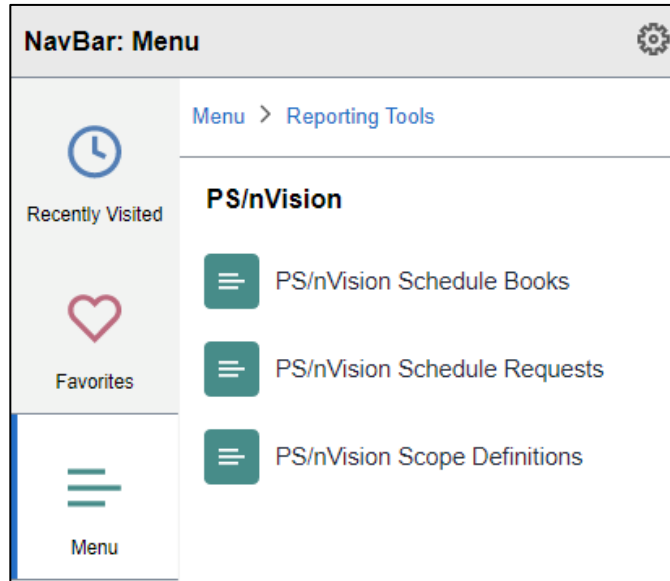 NavBar: Menu
Recently Visited
Favorites
Menu
Menu > Reporting Tools
PS/nVision
PS/nVision Schedule Books
PS/nVision Schedule Requests
PS/nVision Scope Definitions